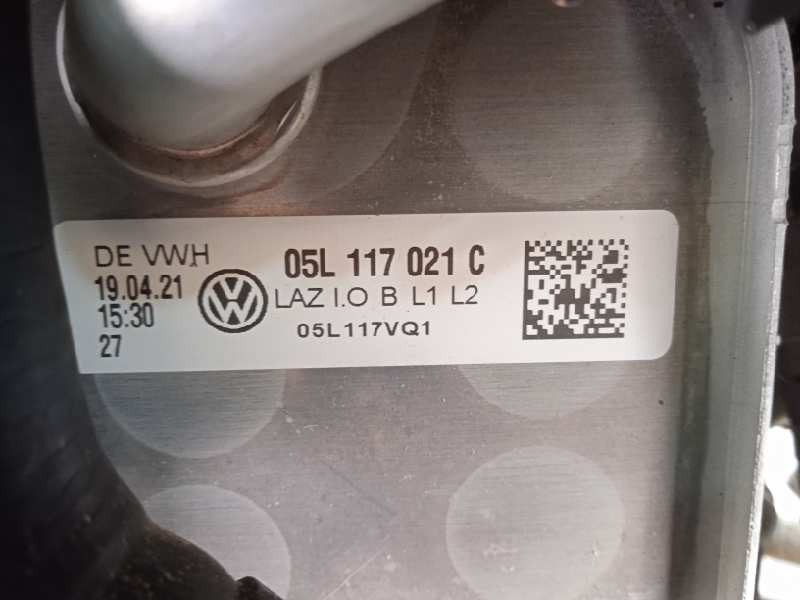 DE VWH
19.04.21
15:30
27
05L 117 021 C
LAZ I.O B L1 L2
05L117VQ1